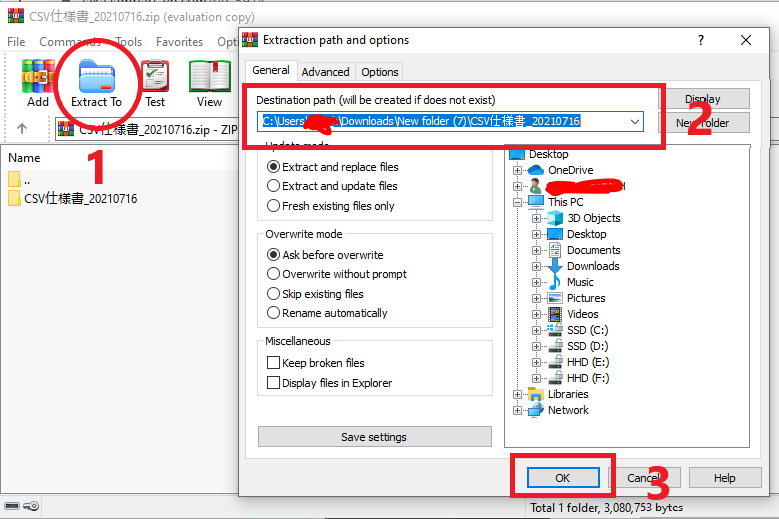 CSV仕様書_20210716.zip (evaluation copy)
File Commands Tools Favorites
Add
Extract To
Test
View
1
CSV仕様書_20210716.zip - ZIP
Name
..
CSV仕様書_20210716
Extraction path and options
?
General
Advanced
Options
Destination path (will be created if does not exist)
C:\Users\
\Downloads\New folder (7)\CSV仕様書_20210716
2
Display
New folder
Update mode
Extract and replace files
Extract and update files
Fresh existing files only
Overwrite mode
Ask before overwrite
Overwrite without prompt
Skip existing files
Rename automatically
Miscellaneous
Keep broken files
Display files in Explorer
Save settings
Desktop
OneDrive
This PC
3D Objects
Desktop
Documents
Downloads
Music
Pictures
Videos
SSD (C:)
SSD (D:)
HHD (E:)
HHD (F:)
Libraries
Network
OK
Cancel
3
Help
Total 1 folder, 3,080,753 bytes